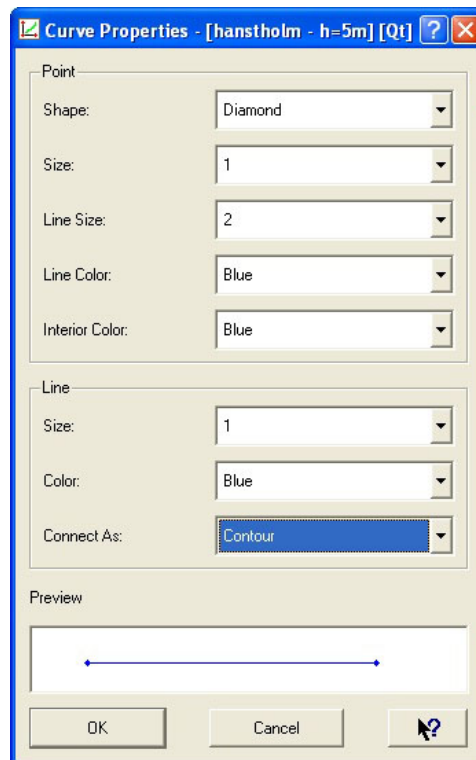 Curve Properties - [hanstholm - h=5m] [Qt]
Point
Shape: Diamond
Size: 1
Line Size: 2
Line Color: Blue
Interior Color: Blue
Line
Size: 1
Color: Blue
Connect As: Contour
Preview
OK Cancel ?